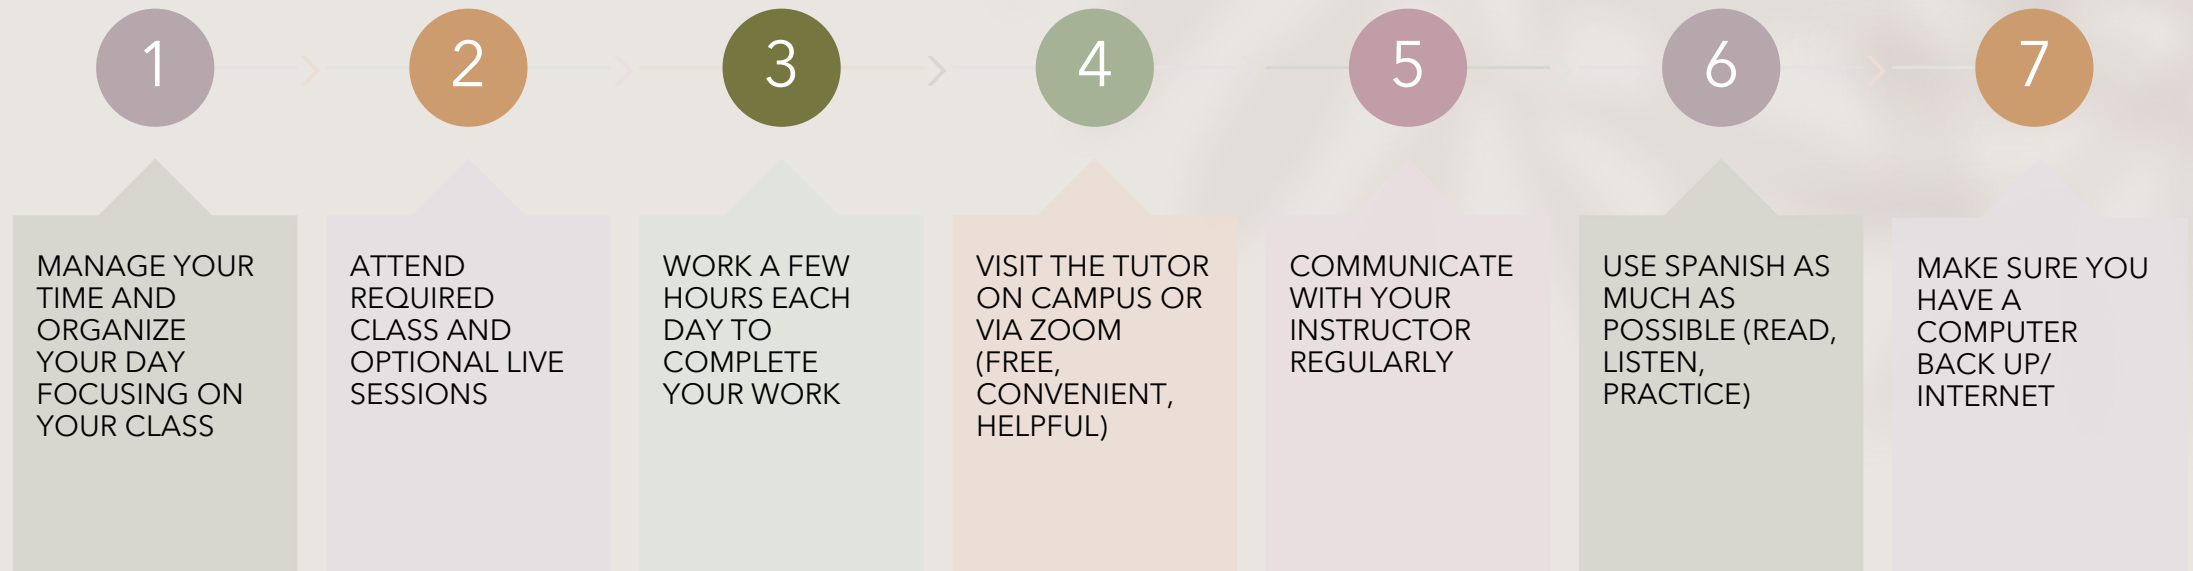 1
MANAGE YOUR
TIME AND
ORGANIZE
YOUR DAY
FOCUSING ON
YOUR CLASS
2
ATTEND
REQUIRED
CLASS AND
OPTIONAL LIVE
SESSIONS
3
WORK A FEW
HOURS EACH
DAY TO
COMPLETE
YOUR WORK
4
VISIT THE TUTOR
ON CAMPUS OR
VIA ZOOM
(FREE,
CONVENIENT,
HELPFUL)
5
COMMUNICATE
WITH YOUR
INSTRUCTOR
REGULARLY
6
USE SPANISH AS
MUCH AS
POSSIBLE (READ,
LISTEN,
PRACTICE)
7
MAKE SURE YOU
HAVE A
COMPUTER
BACK UP/
INTERNET